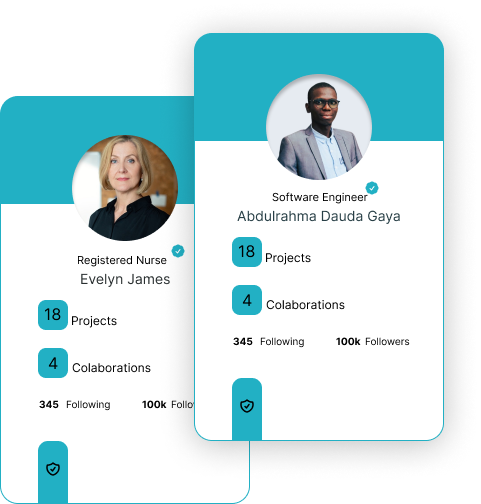 Software Engineer
Abdulrahma Dauda Gaya
18 Projects
4 Colaborations
345 Following 100k Followers
Registered Nurse
Evelyn James
18 Projects
4 Colaborations
345 Following 100k Follo